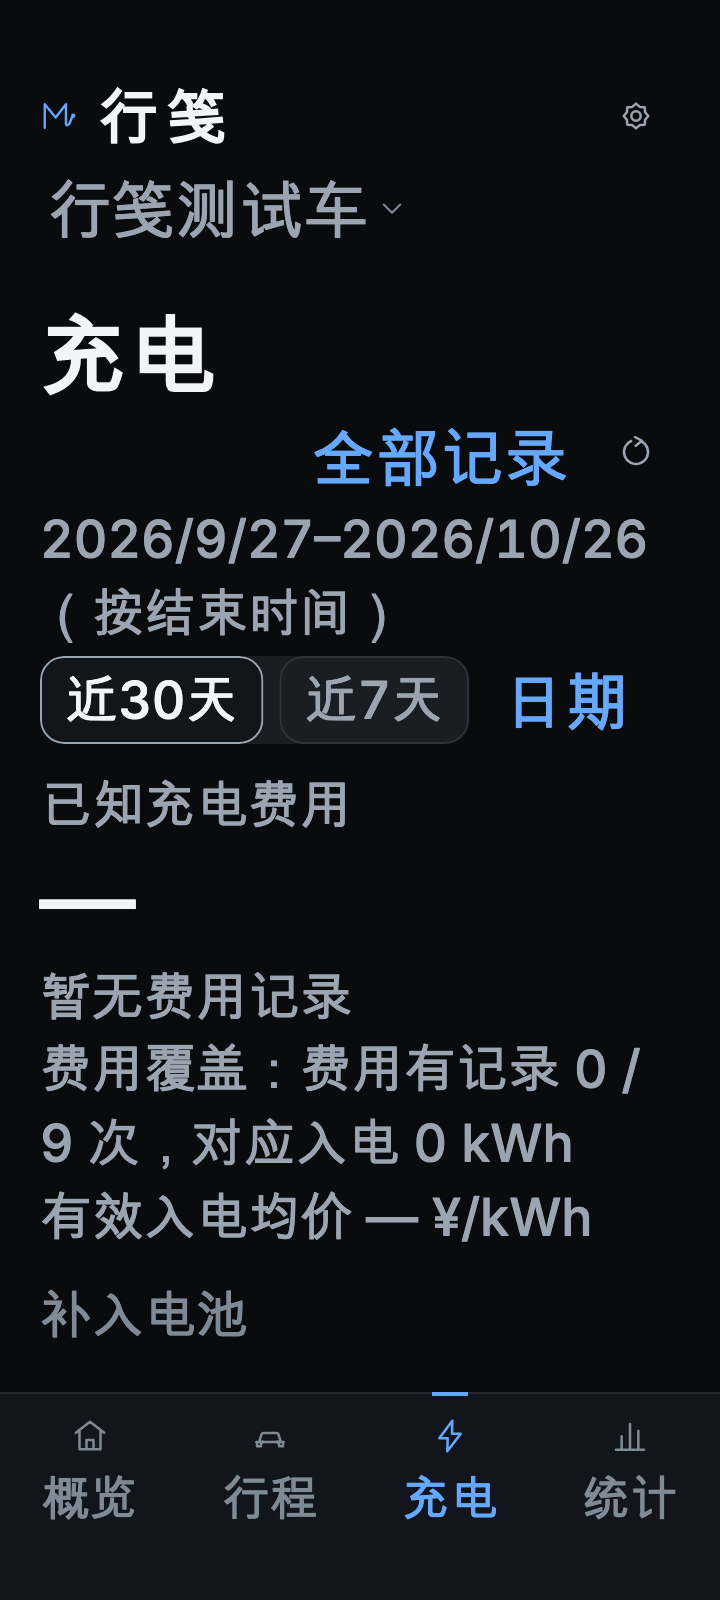 行笺
行笺测试车
充电
全部记录
2026/9/27–2026/10/26
（按结束时间）
近30天 近7天 日期
已知充电费用
—
暂无费用记录
费用覆盖：费用有记录 0 /
9 次，对应入电 0 kWh
有效入电均价 — ¥/kWh
补入电池
概览 行程 充电 统计